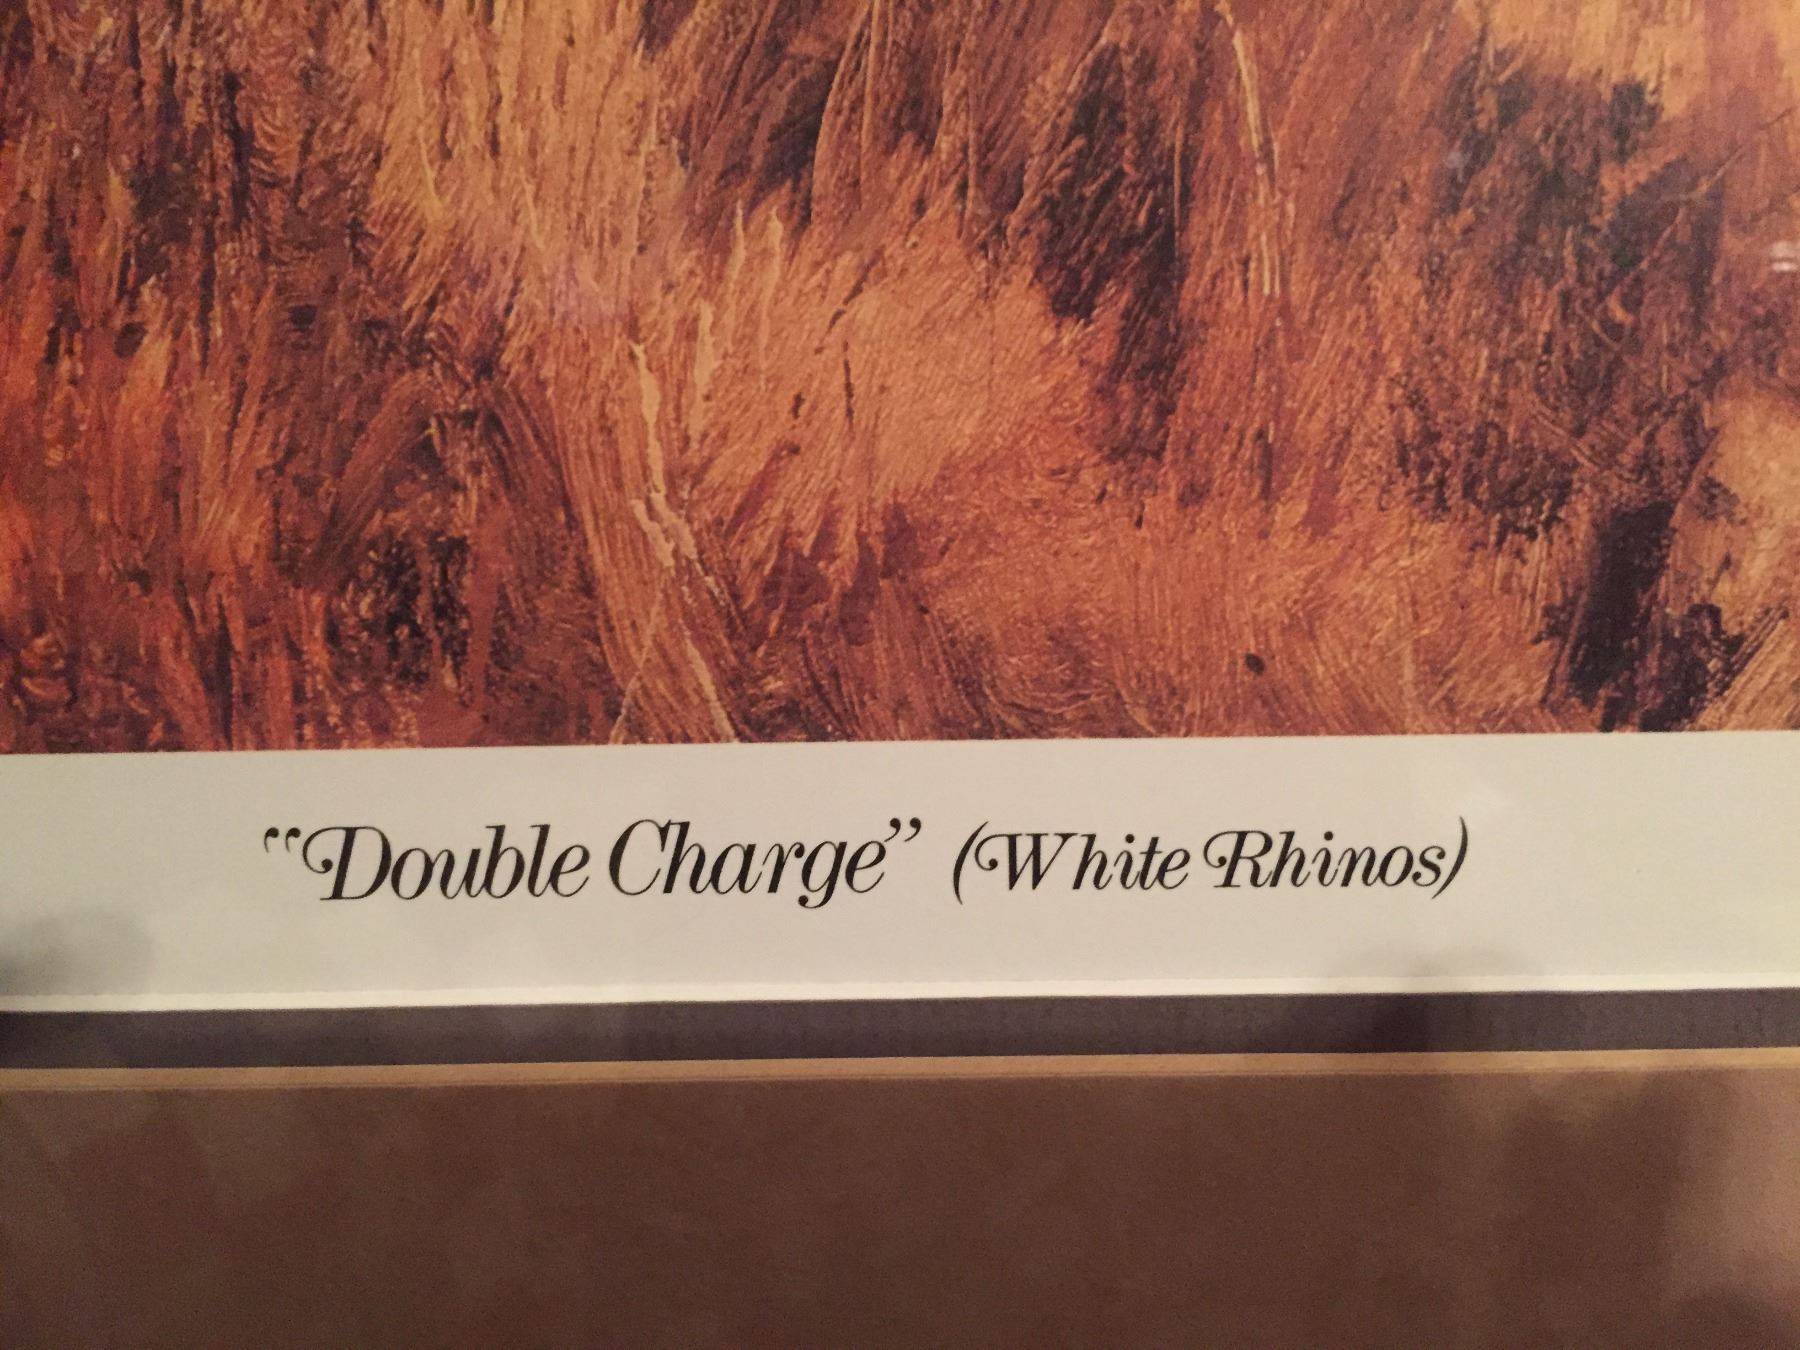 “Double Charge” (White Rhinos)